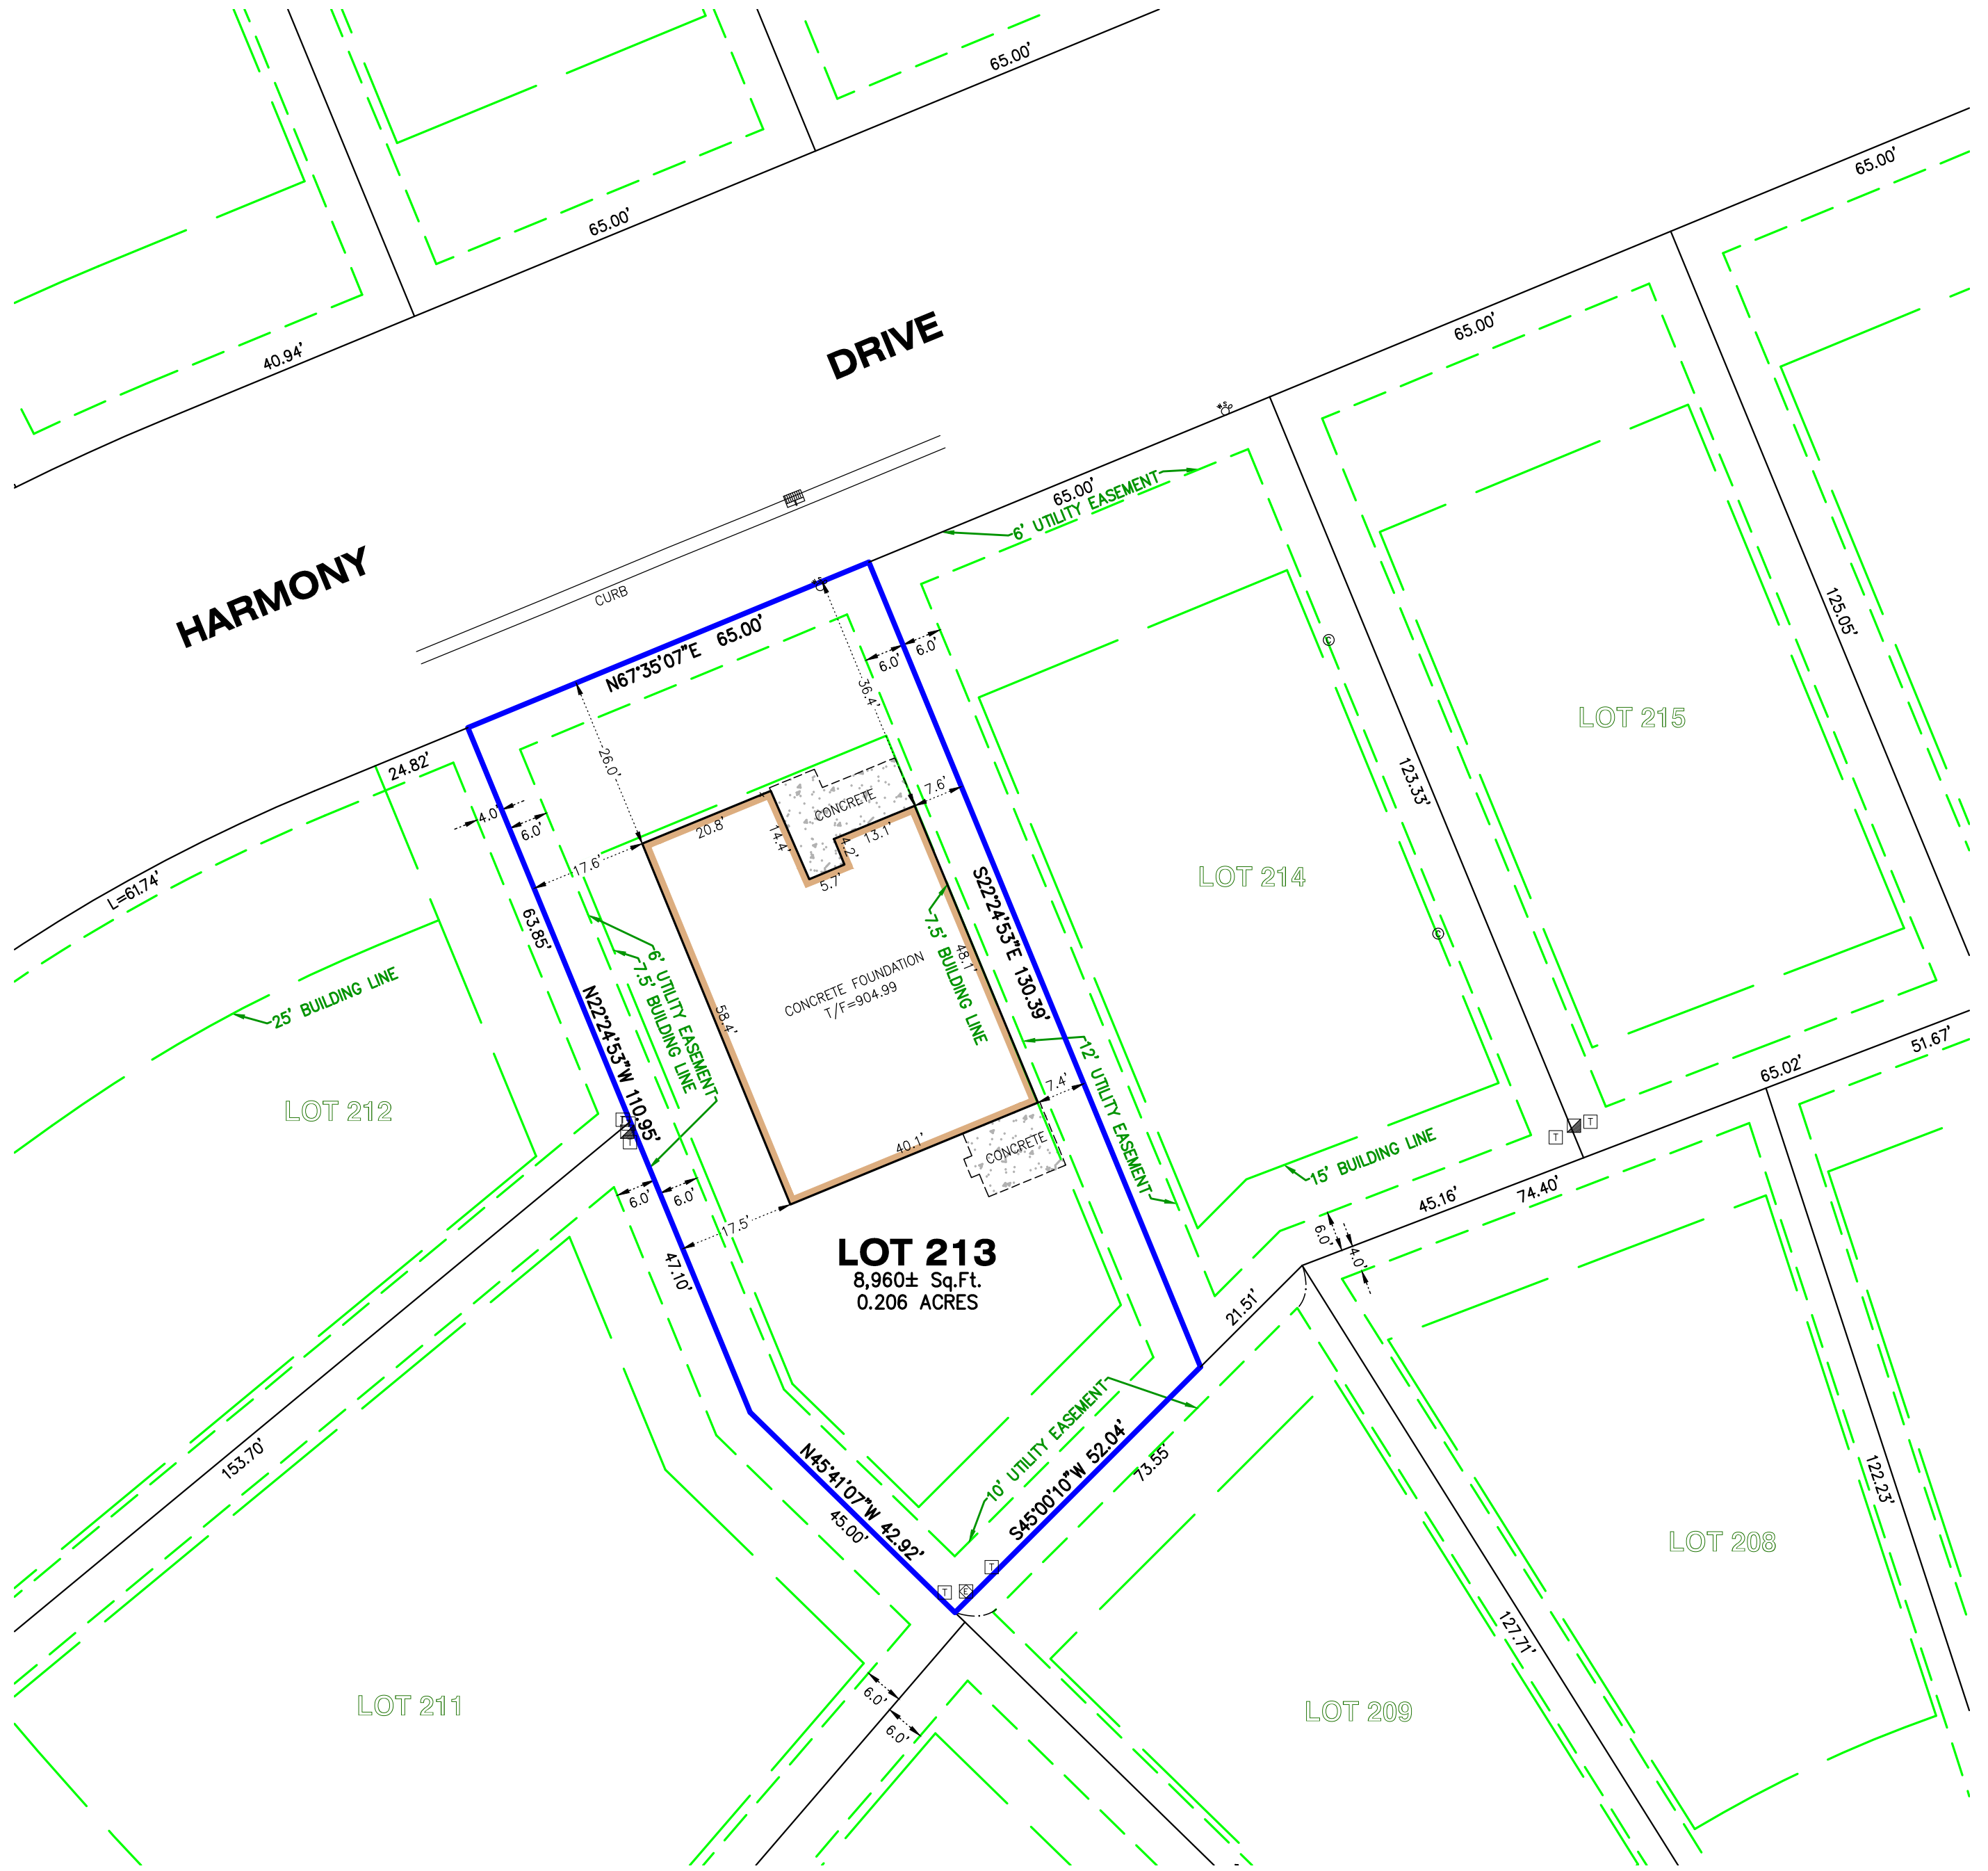 65.00'
65.00'
65.00'
40.94'
DRIVE
65.00'
HARMONY
CURB
65.00'
6' UTILITY EASEMENT
N67°35'07"E 65.00'
6.0'
6.0'
36.4'
26.0'
24.82'
4.0'
6.0'
L=61.74'
17.6'
20.8'
14.4'
CONCRETE
4.2'
13.1'
5.7'
7.6'
LOT 215
LOT 214
125.05'
123.33'
63.85'
S22°24'53"E 130.39'
7.5' BUILDING LINE
48.1'
6' UTILITY EASEMENT
7.5' BUILDING LINE
CONCRETE FOUNDATION
T/F=904.99
58.4'
25' BUILDING LINE
N22°24'53"W 110.95'
LOT 212
12' UTILITY EASEMENT
7.4'
40.1'
CONCRETE
15' BUILDING LINE
65.02'
51.67'
T
T
T
T
6.0'
6.0'
17.5'
47.10'
LOT 213
8,960± Sq.Ft.
0.206 ACRES
45.16'
74.40'
6.0'
4.0'
21.51'
153.70'
10' UTILITY EASEMENT
N45°41'07"W 42.92'
45.00'
S45°00'10"W 52.04'
73.55'
T
E
T
122.23'
LOT 208
127.71'
LOT 211
LOT 209
6.0'
6.0'